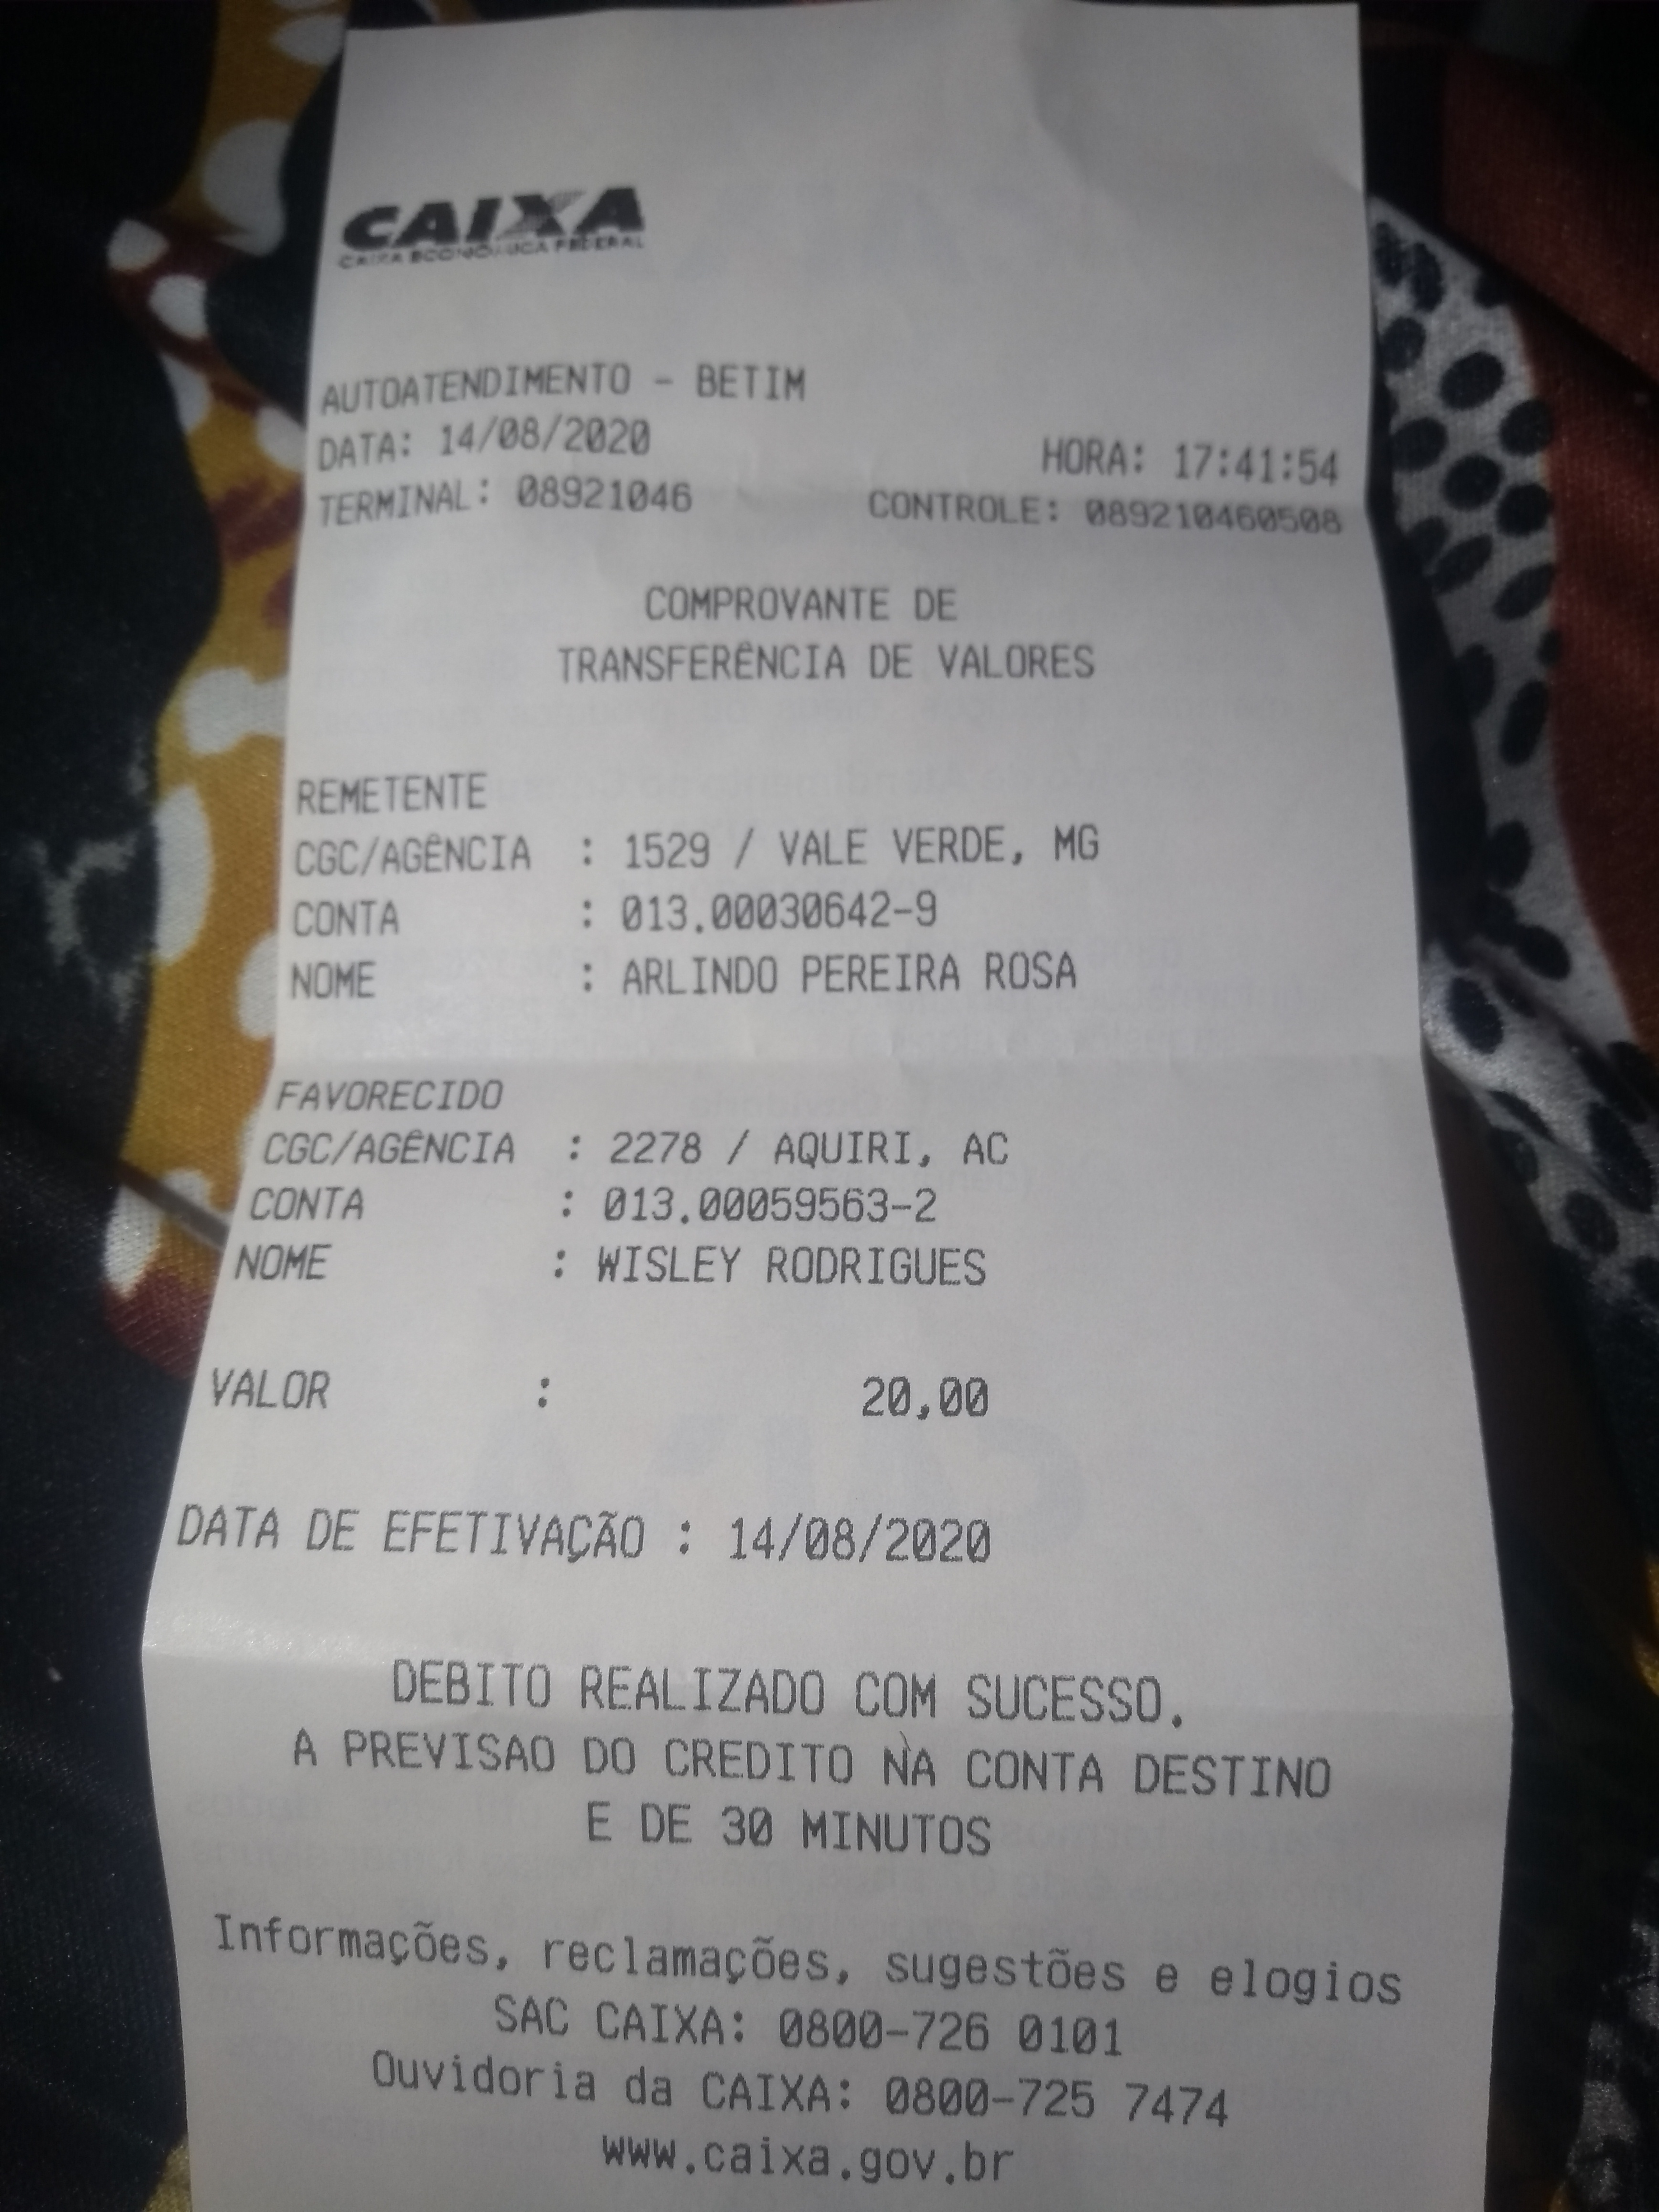 CAIXA
CAIXA ECONÔMICA FEDERAL
AUTOATENDIMENTO - BETIM
DATA: 14/08/2020 HORA: 17:41:54
TERMINAL: 08921046 CONTROLE: 089210460508
COMPROVANTE DE
TRANSFERÊNCIA DE VALORES
REMETENTE
CGC/AGÊNCIA : 1529 / VALE VERDE, MG
CONTA : 013.00030642-9
NOME : ARLINDO PEREIRA ROSA
FAVORECIDO
CGC/AGÊNCIA : 2278 / AQUIRI, AC
CONTA : 013.00059563-2
NOME : WISLEY RODRIGUES
VALOR : 20,00
DATA DE EFETIVAÇÃO : 14/08/2020
DEBITO REALIZADO COM SUCESSO.
A PREVISAO DO CREDITO NA CONTA DESTINO
E DE 30 MINUTOS
Informações, reclamações, sugestões e elogios
SAC CAIXA: 0800-726 0101
Ouvidoria da CAIXA: 0800-725 7474
www.caixa.gov.br